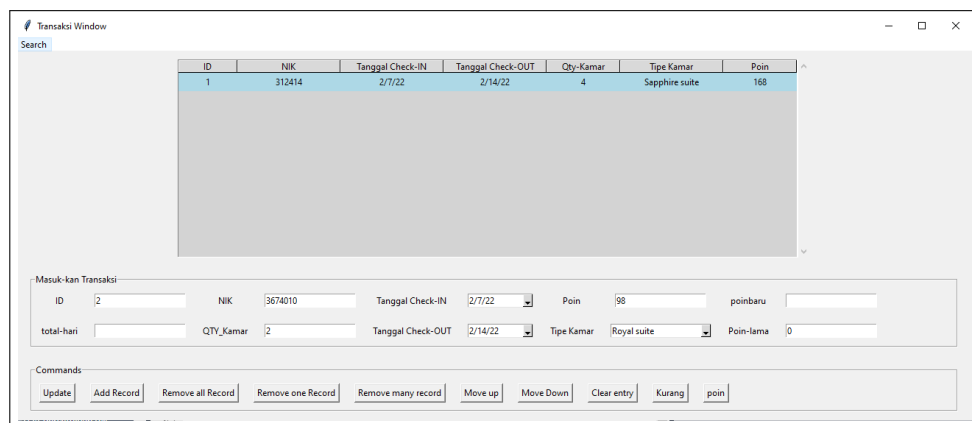 Transaksi Window
Search
ID NIK Tanggal Check-IN Tanggal Check-OUT Qty-Kamar Tipe Kamar Poin
1 312414 2/7/22 2/14/22 4 Sapphire suite 168
Masuk-kan Transaksi
ID 2 NIK 3674010 Tanggal Check-IN 2/7/22 Poin 98 poinbaru
total-hari QTY_Kamar 2 Tanggal Check-OUT 2/14/22 Tipe Kamar Royal suite Poin-lama 0
Commands
Update Add Record Remove all Record Remove one Record Remove many record Move up Move Down Clear entry Kurang poin